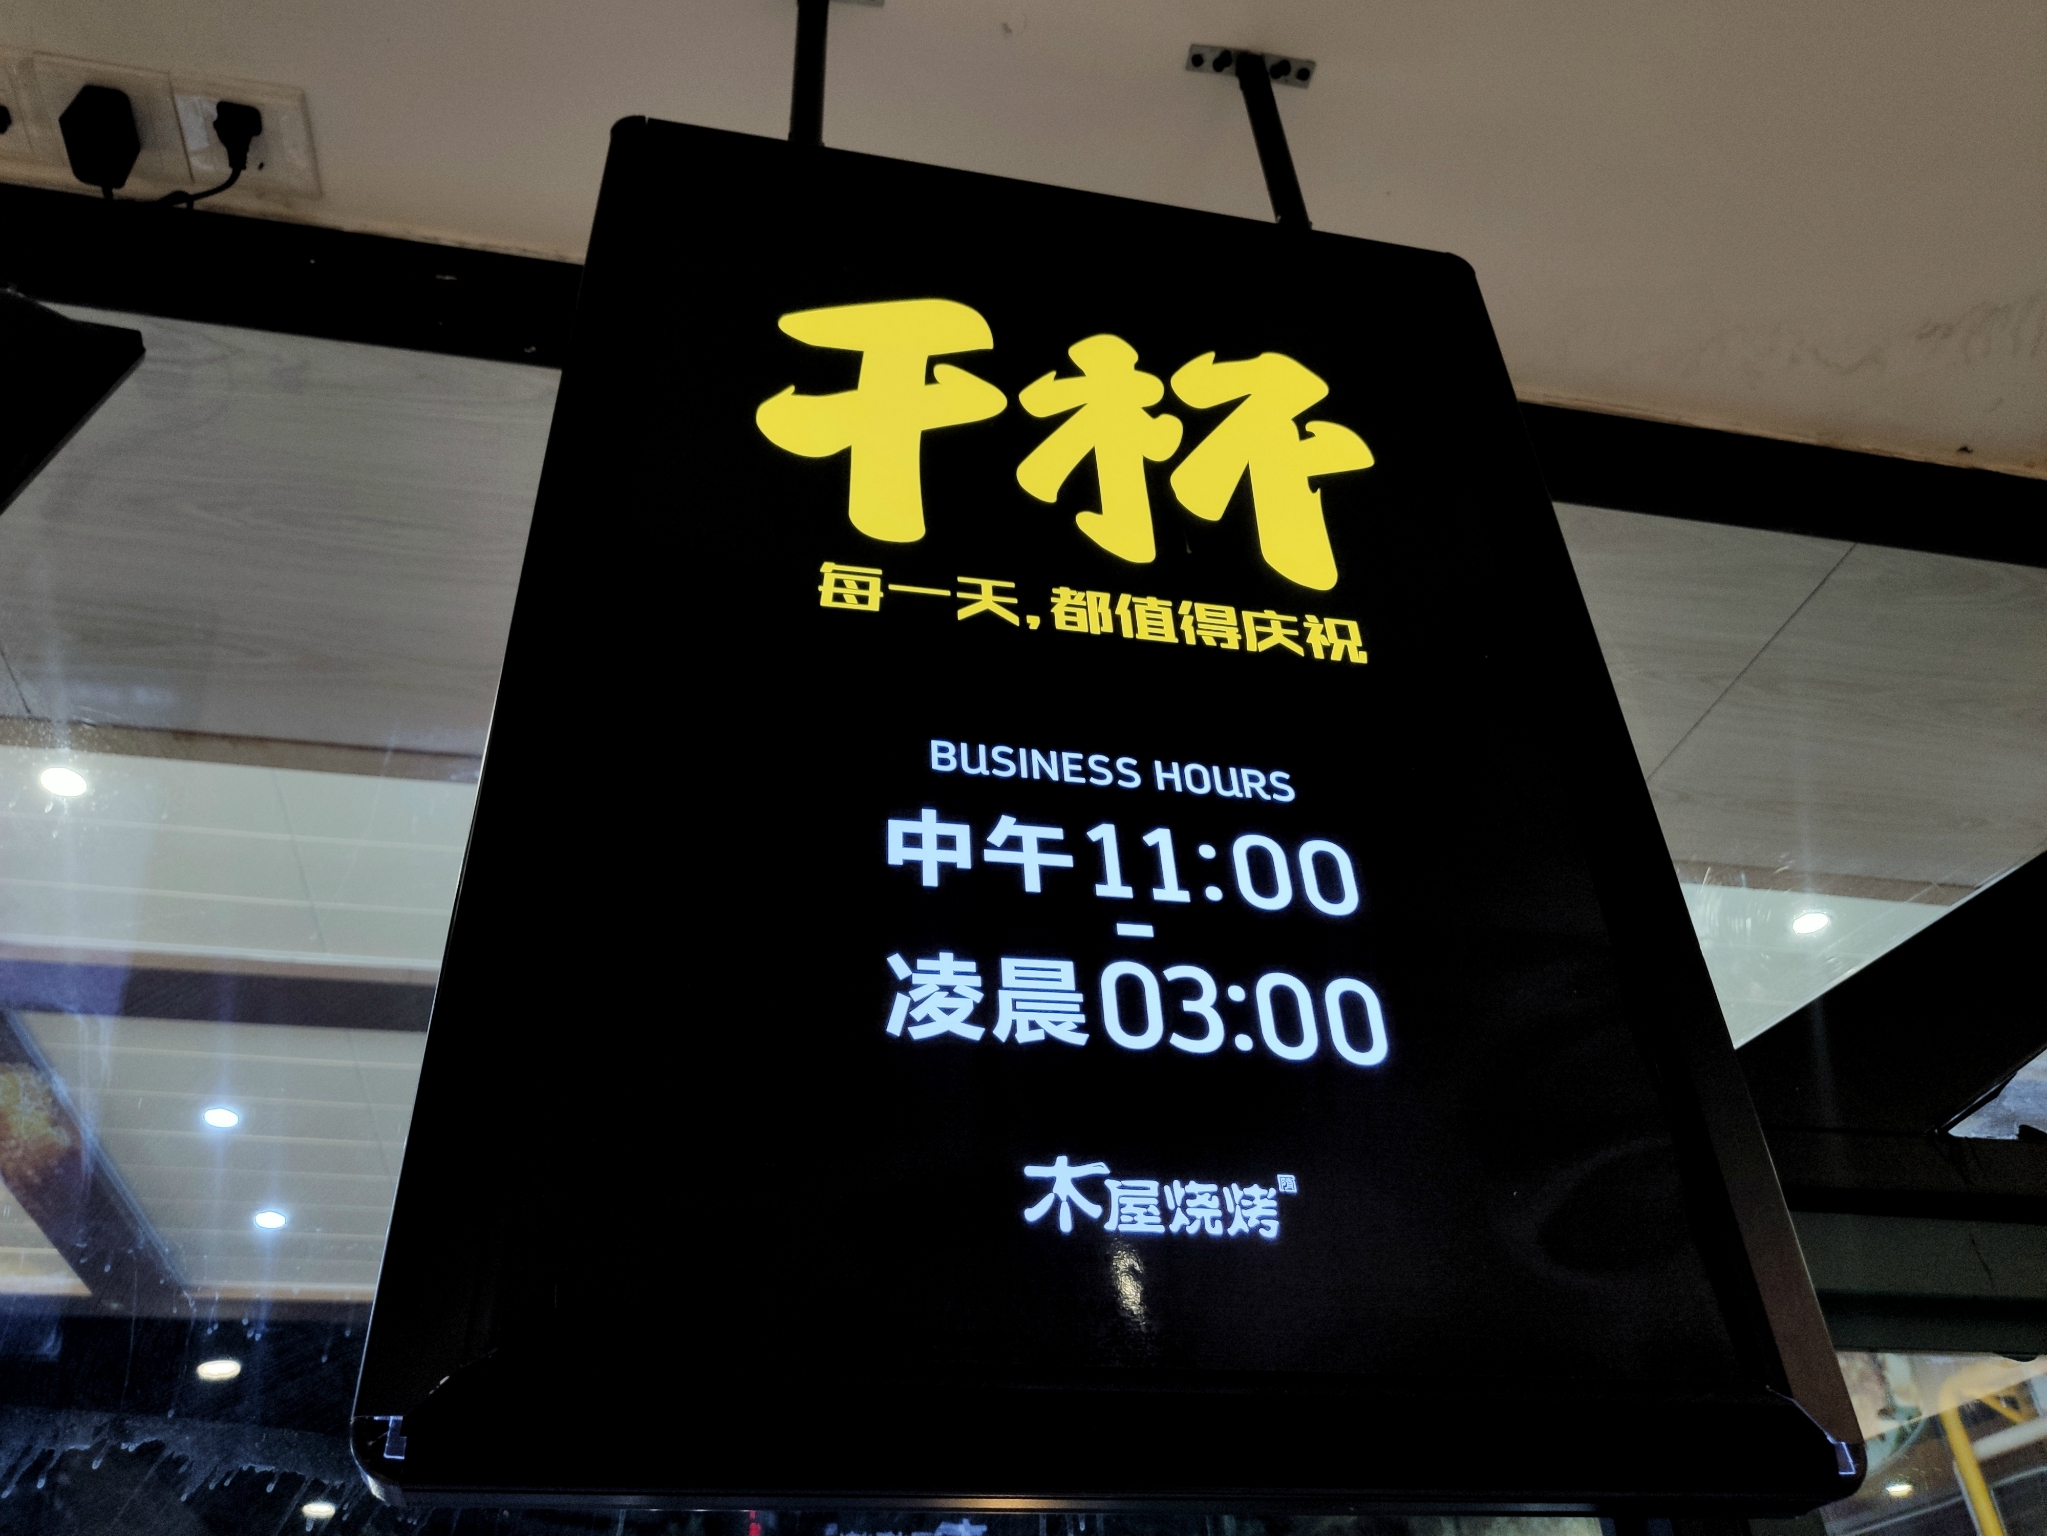 干杯
每一天,都值得庆祝
BUSINESS HOURS
中午11:00
-
凌晨03:00
木屋烧烤